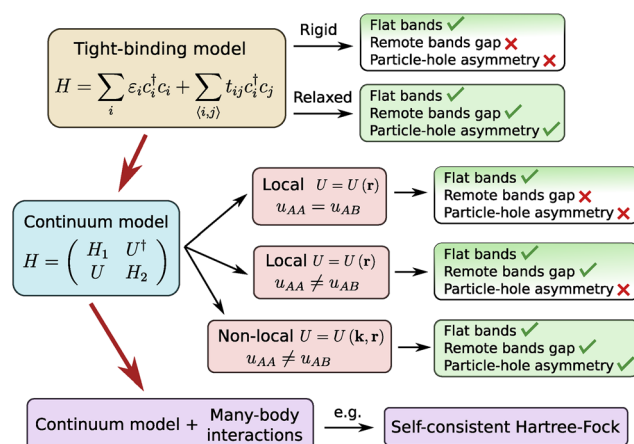 Tight-binding model
H = ∑_i ε_i c_i^† c_i + ∑_⟨i,j⟩ t_ij c_i^† c_j
Rigid
Flat bands ✓
Remote bands gap ✗
Particle-hole asymmetry ✗
Relaxed
Flat bands ✓
Remote bands gap ✓
Particle-hole asymmetry ✓
Continuum model
H = ( H_1 U^†
U H_2 )
Local U = U(r)
u_AA = u_AB
Flat bands ✓
Remote bands gap ✗
Particle-hole asymmetry ✗
Local U = U(r)
u_AA ≠ u_AB
Flat bands ✓
Remote bands gap ✓
Particle-hole asymmetry ✗
Non-local U = U(k, r)
u_AA ≠ u_AB
Flat bands ✓
Remote bands gap ✓
Particle-hole asymmetry ✓
Continuum model + Many-body
interactions
e.g.
Self-consistent Hartree-Fock